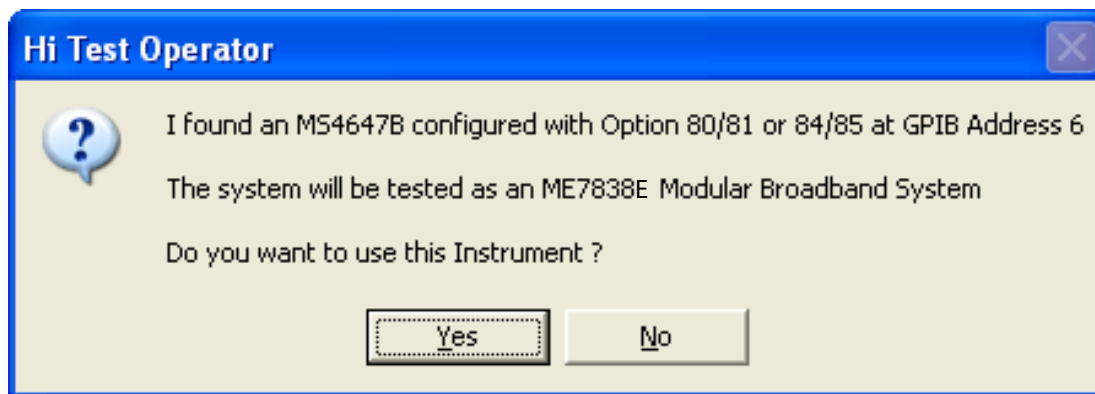 Hi Test Operator
I found an MS4647B configured with Option 80/81 or 84/85 at GPIB Address 6
The system will be tested as an ME7838E Modular Broadband System
Do you want to use this Instrument ?
Yes
No